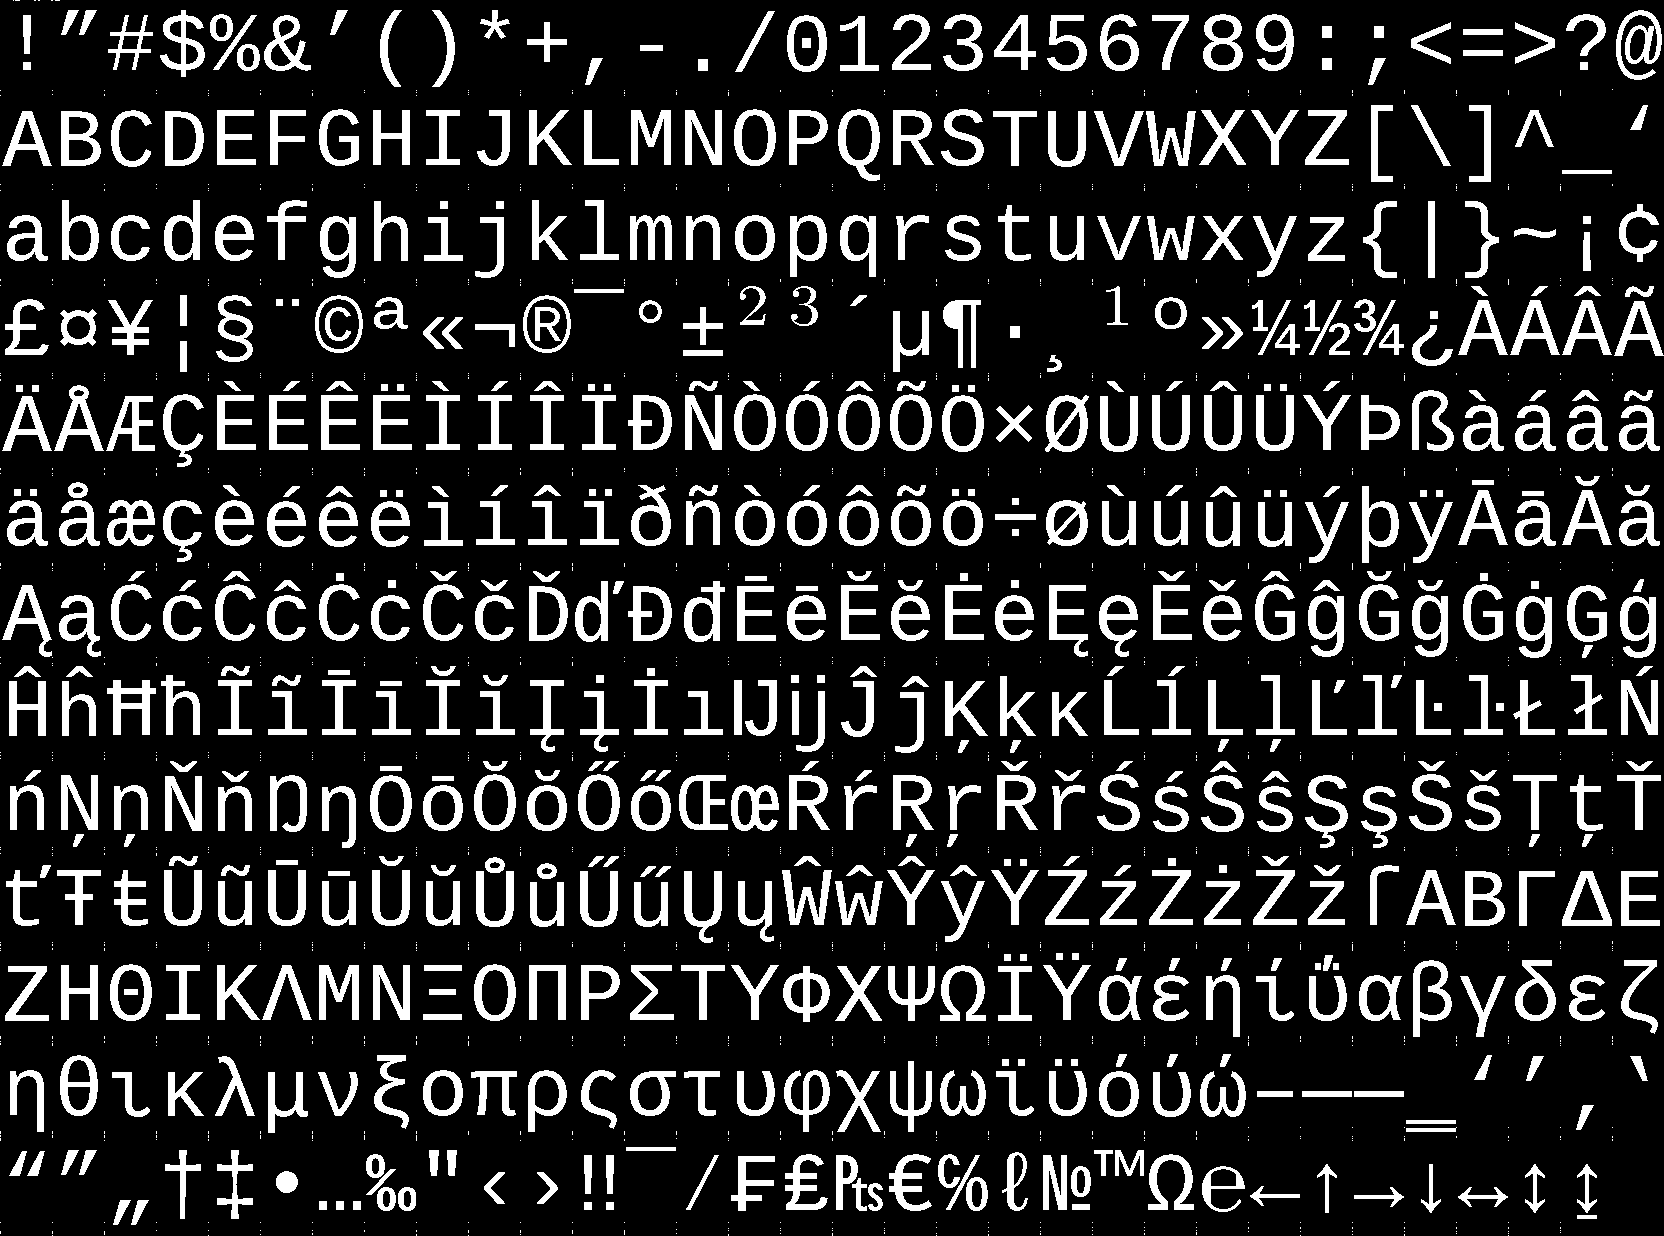 !”#$%&’()*+,-./0123456789:;<=>?@
ABCDEFGHIJKLMNOPQRSTUVWXYZ[\]^_‘
abcdefghijklmnopqrstuvwxyz{|}~¡¢
£¤¥¦§¨©ª«¬®¯°±²³´µ¶·¸¹º»¼½¾¿ÀÁÂÃ
ÄÅÆÇÈÉÊËÌÍÎÏÐÑÒÓÔÕÖ×ØÙÚÛÜÝÞßàáâã
äåæçèéêëìíîïðñòóôõö÷øùúûüýþÿĀāĂă
ĄąĆćĈĉĊċČčĎďĐđĒēĔĕĖėĘęĚěĜĝĞğĠġĢģ
ĤĥĦħĨĩĪīĬĭĮįİıĲĳĴĵĶķĸĹĺĻļĽľĿŀŁłŃ
ńŅņŇňŊŋŌōŎŏŐőŒœŔŕŖŗŘřŚśŜŝŞşŠšŢţŤ
ťŦŧŨũŪūŬŭŮůŰűŲųŴŵŶŷŸŹźŻżŽžſΑΒΓΔΕ
ΖΗΘΙΚΛΜΝΞΟΠΡΣΤΥΦΧΨΩΪΫάέήίΰαβγδεζ
ηθικλμνξοπρςστυφχψωϊϋόύώ–—―‗‘’‚‛
“”„†‡•…‰"‹›‼‾⁄₣₤₧€℅ℓ№™Ω℮←↑→↓↔↕↨